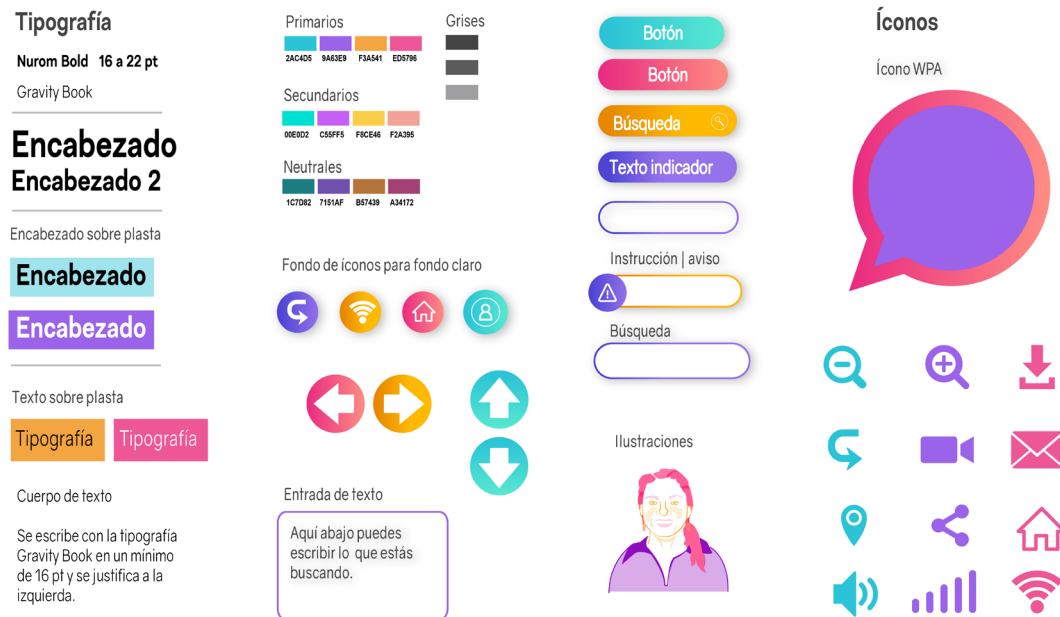 Tipografía
Nurom Bold 16 a 22 pt
Gravity Book
Encabezado
Encabezado 2
Encabezado sobre plasta
Encabezado
Encabezado
Texto sobre plasta
Tipografía Tipografía
Cuerpo de texto
Se escribe con la tipografía
Gravity Book en un mínimo
de 16 pt y se justifica a la
izquierda.
Primarios
2AC4D5 9A63E9 F3A541 ED5796
Secundarios
00E0D2 C55FF5 F8CE46 F2A395
Neutrales
1C7D82 7151AF B57439 A34172
Grises
Fondo de íconos para fondo claro
Entrada de texto
Aquí abajo puedes
escribir lo que estás
buscando.
Botón
Botón
Búsqueda
Texto indicador
Instrucción | aviso
Búsqueda
Ilustraciones
Íconos
Ícono WPA